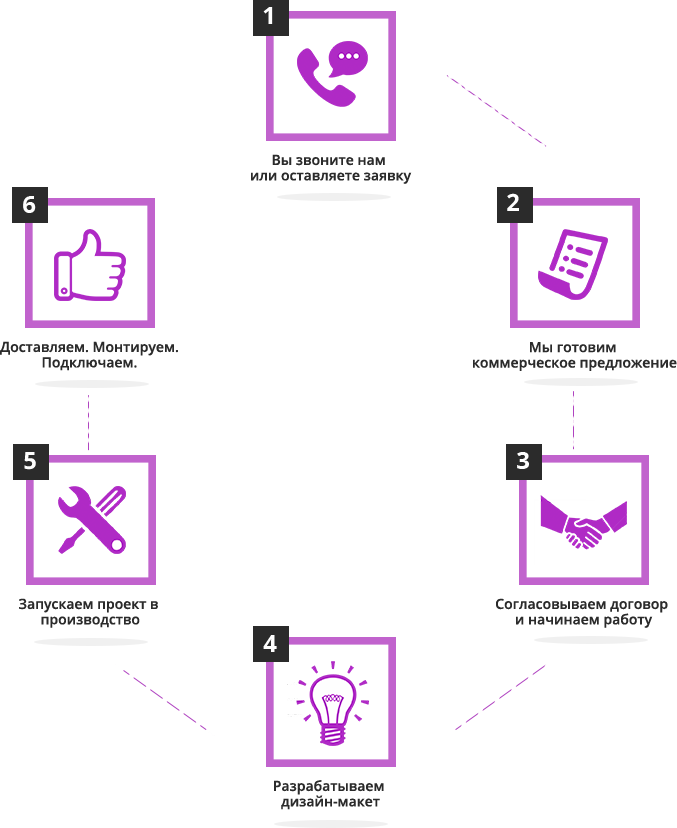 1
Вы звоните нам
или оставляете заявку
2
Мы готовим
коммерческое предложение
3
Согласовываем договор
и начинаем работу
4
Разрабатываем
дизайн-макет
5
Запускаем проект в
производство
6
Доставляем. Монтируем.
Подключаем.